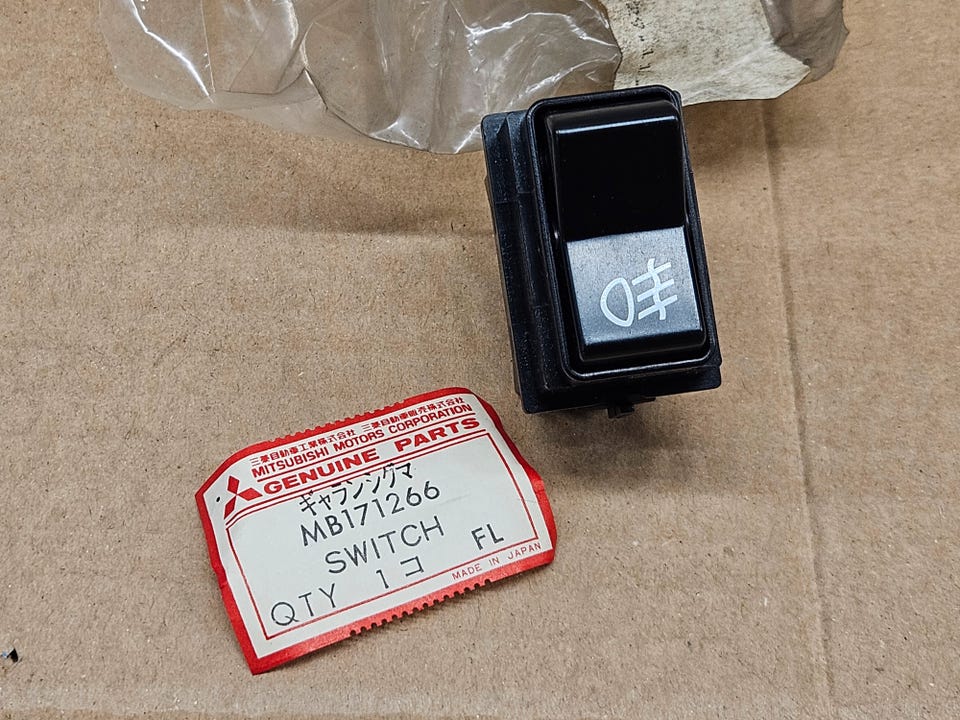 三菱自動車工業株式会社 三菱自動車販売株式会社
MITSUBISHI MOTORS CORPORATION
GENUINE PARTS
ギャランシグマ
MB171266
SWITCH
FL
QTY 1コ
MADE IN JAPAN